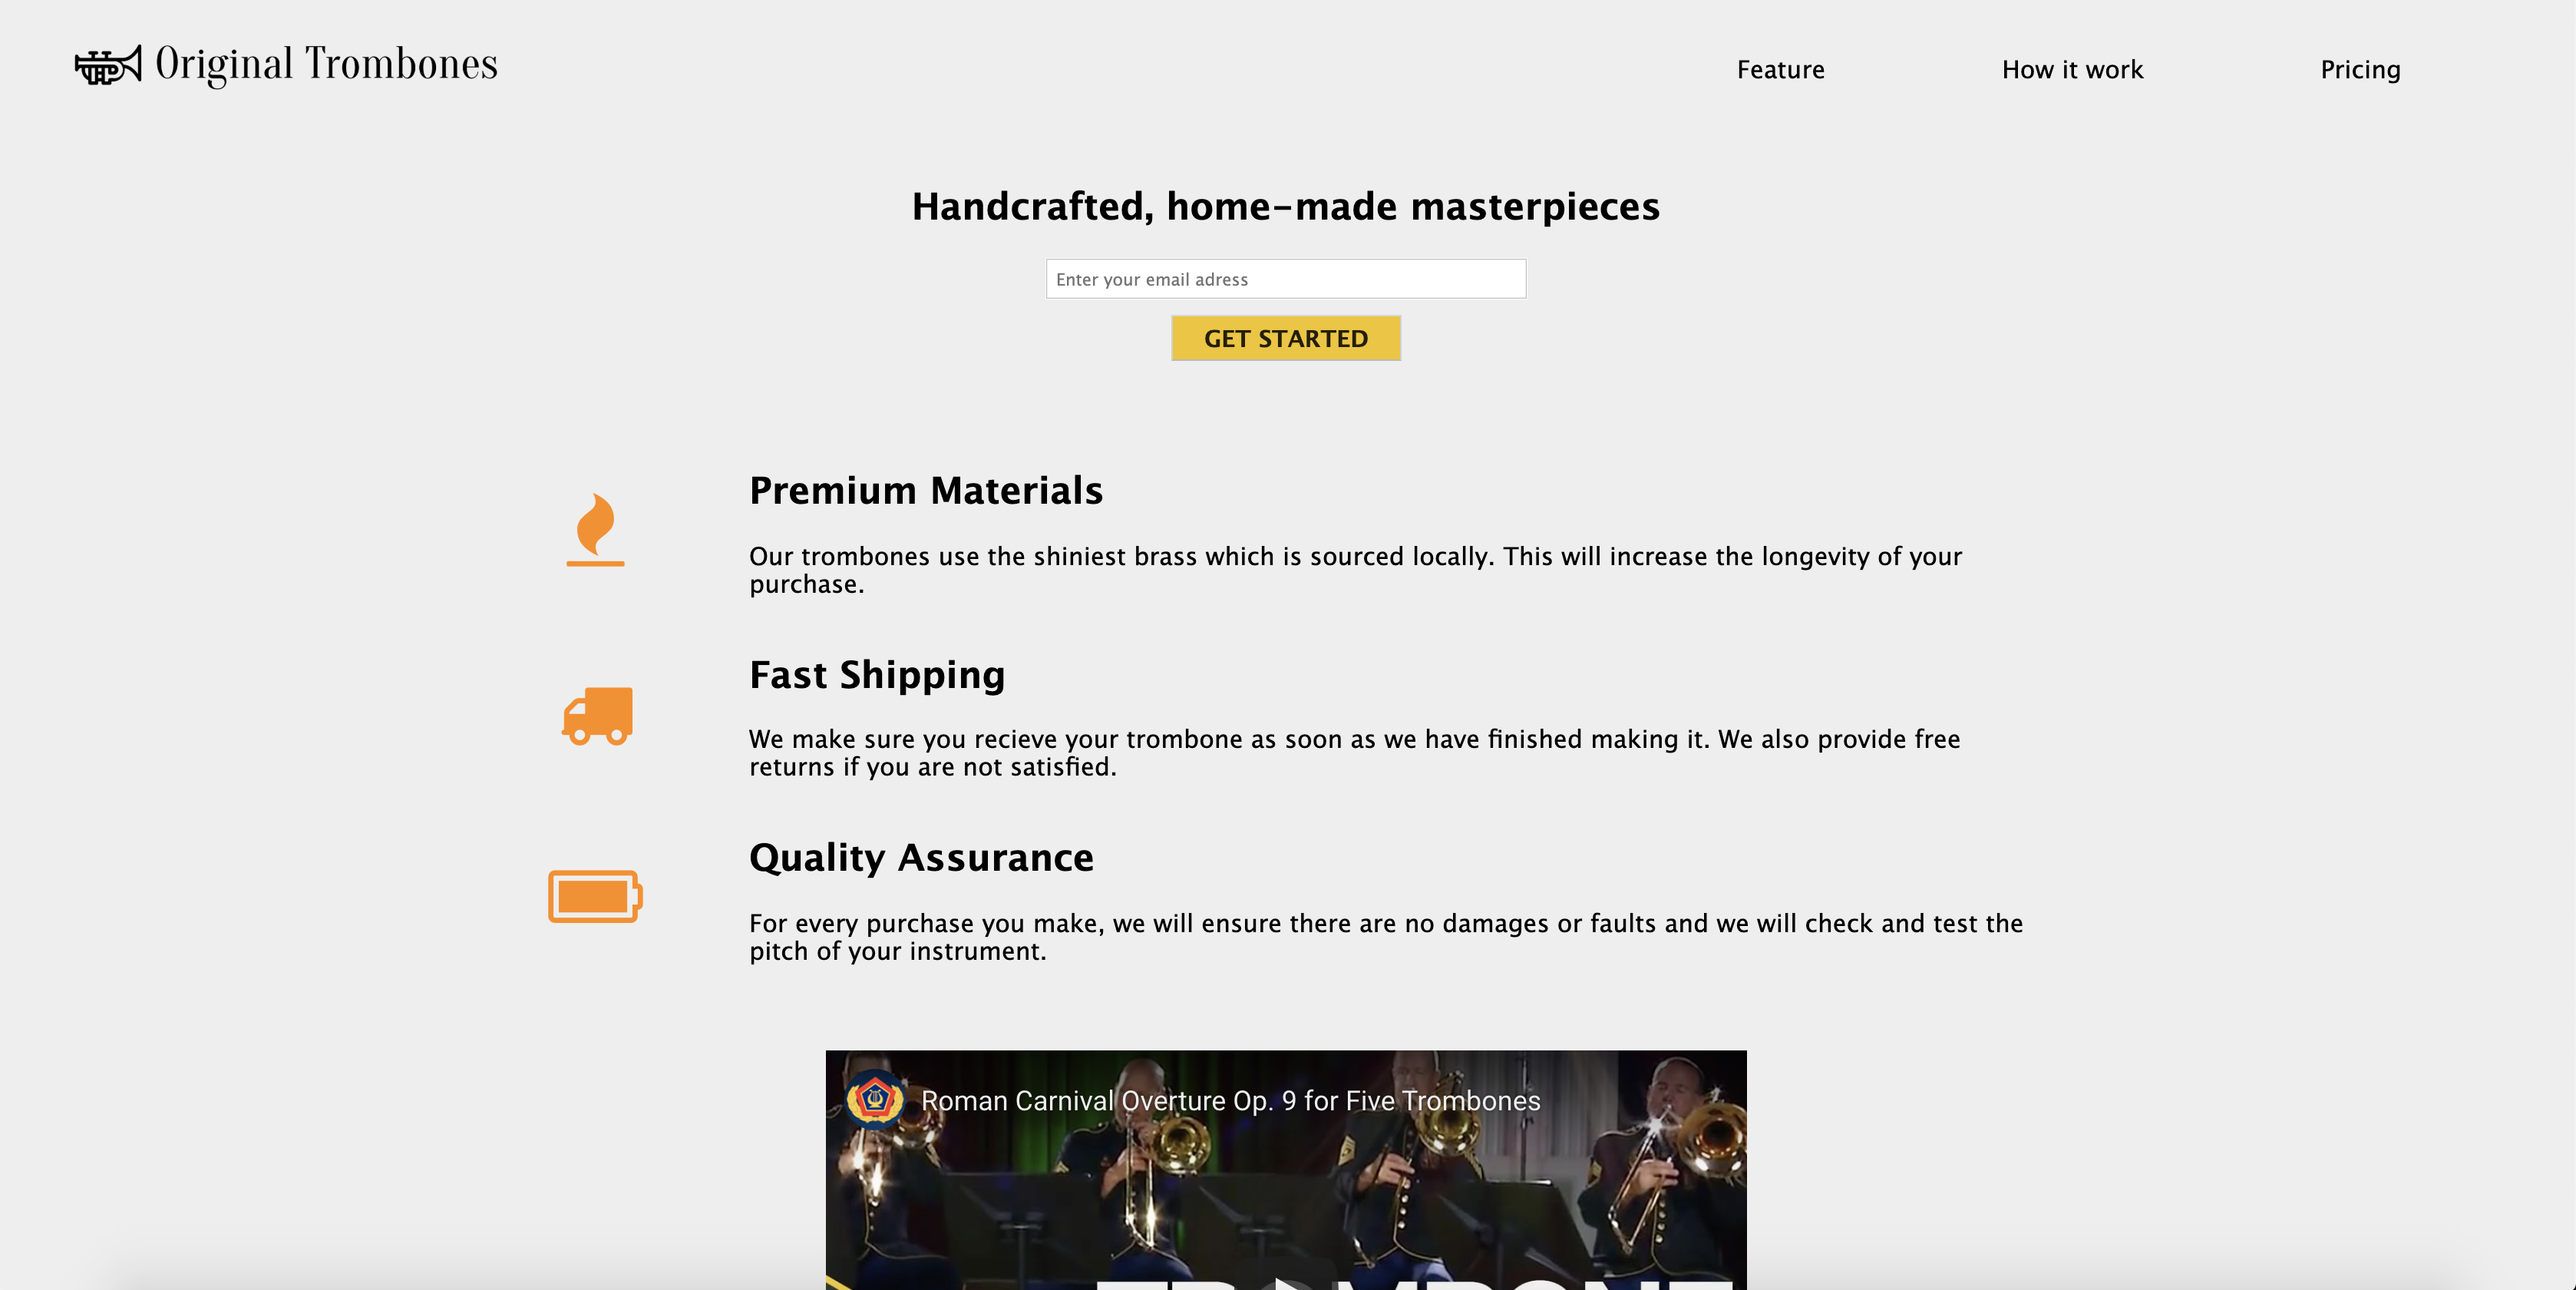 Original Trombones
Feature
How it work
Pricing
Handcrafted, home-made masterpieces
Enter your email adress
GET STARTED
Premium Materials
Our trombones use the shiniest brass which is sourced locally. This will increase the longevity of your
purchase.
Fast Shipping
We make sure you recieve your trombone as soon as we have finished making it. We also provide free
returns if you are not satisfied.
Quality Assurance
For every purchase you make, we will ensure there are no damages or faults and we will check and test the
pitch of your instrument.
Roman Carnival Overture Op. 9 for Five Trombones